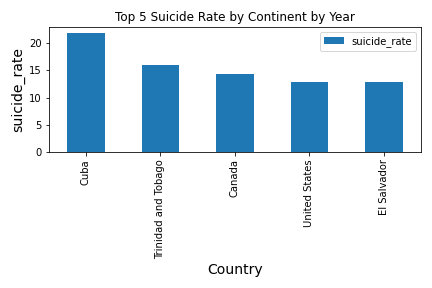 Top 5 Suicide Rate by Continent by Year
suicide_rate
suicide_rate
20
15
10
5
0
Cuba
Trinidad and Tobago
Canada
United States
El Salvador
Country